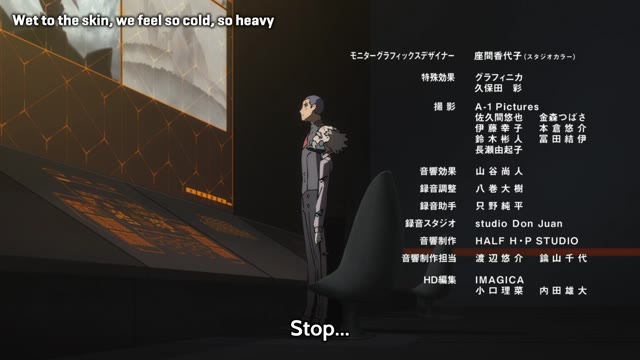 Wet to the skin, we feel so cold, so heavy
モニターグラフィックスデザイナー 座間香代子(スタジオカラー)
特殊効果 グラフィニカ
久保田 彩
撮影 A-1 Pictures
佐久間悠也 金森つばさ
伊藤幸子 本倉悠介
鈴木彬人 冨田結伊
長瀬由起子
音響効果 山谷尚人
録音調整 八巻大樹
録音助手 只野純平
録音スタジオ studio Don Juan
音響制作 HALF H・P STUDIO
音響制作担当 渡辺悠介 鎗山千代
HD編集 IMAGICA
小口理菜 内田雄大
Stop...